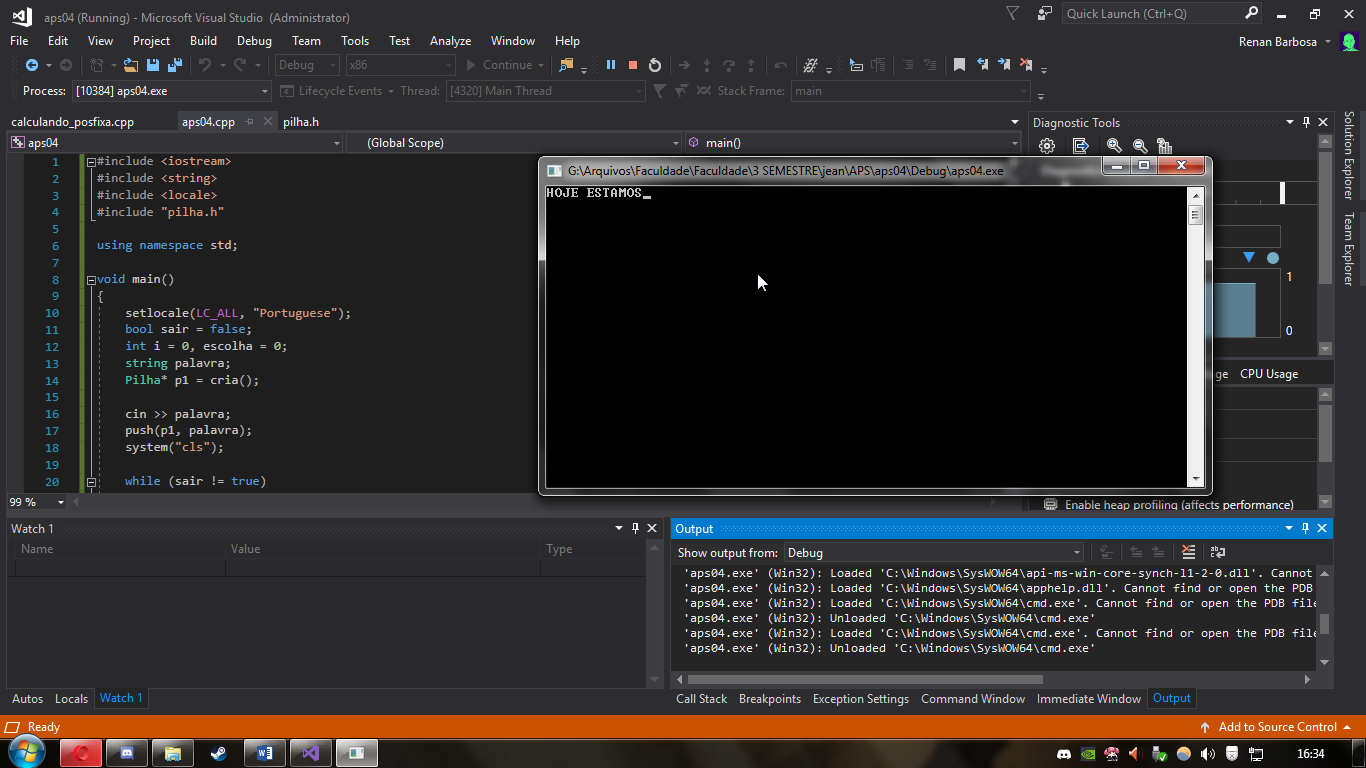 aps04 (Running) - Microsoft Visual Studio (Administrator)
Quick Launch (Ctrl+Q)
File Edit View Project Build Debug Team Tools Test Analyze Window Help
Renan Barbosa
Debug x86 Continue
Process: [10384] aps04.exe Lifecycle Events Thread: [4320] Main Thread Stack Frame: main
calculando_posfixa.cpp aps04.cpp pilha.h
aps04 (Global Scope) main()
1 #include <iostream>
2 #include <string>
3 #include <locale>
4 #include "pilha.h"
5
6 using namespace std;
7
8 void main()
9 {
10 setlocale(LC_ALL, "Portuguese");
11 bool sair = false;
12 int i = 0, escolha = 0;
13 string palavra;
14 Pilha* p1 = cria();
15
16 cin >> palavra;
17 push(p1, palavra);
18 system("cls");
19
20 while (sair != true)
99 %
G:\Arquivos\Faculdade\Faculdade\3 SEMESTRE\jean\APS\aps04\Debug\aps04.exe
HOJE ESTAMOS_
Diagnostic Tools
1
0
ge CPU Usage
Enable heap profiling (affects performance)
Solution Explorer
Team Explorer
Watch 1
Name Value Type
Autos Locals Watch 1
Output
Show output from: Debug
'aps04.exe' (Win32): Loaded 'C:\Windows\SysWOW64\api-ms-win-core-synch-l1-2-0.dll'. Cannot
'aps04.exe' (Win32): Loaded 'C:\Windows\SysWOW64\apphelp.dll'. Cannot find or open the PDB
'aps04.exe' (Win32): Loaded 'C:\Windows\SysWOW64\cmd.exe'. Cannot find or open the PDB file
'aps04.exe' (Win32): Unloaded 'C:\Windows\SysWOW64\cmd.exe'
'aps04.exe' (Win32): Loaded 'C:\Windows\SysWOW64\cmd.exe'. Cannot find or open the PDB file
'aps04.exe' (Win32): Unloaded 'C:\Windows\SysWOW64\cmd.exe'
Call Stack Breakpoints Exception Settings Command Window Immediate Window Output
Ready
Add to Source Control
16:34